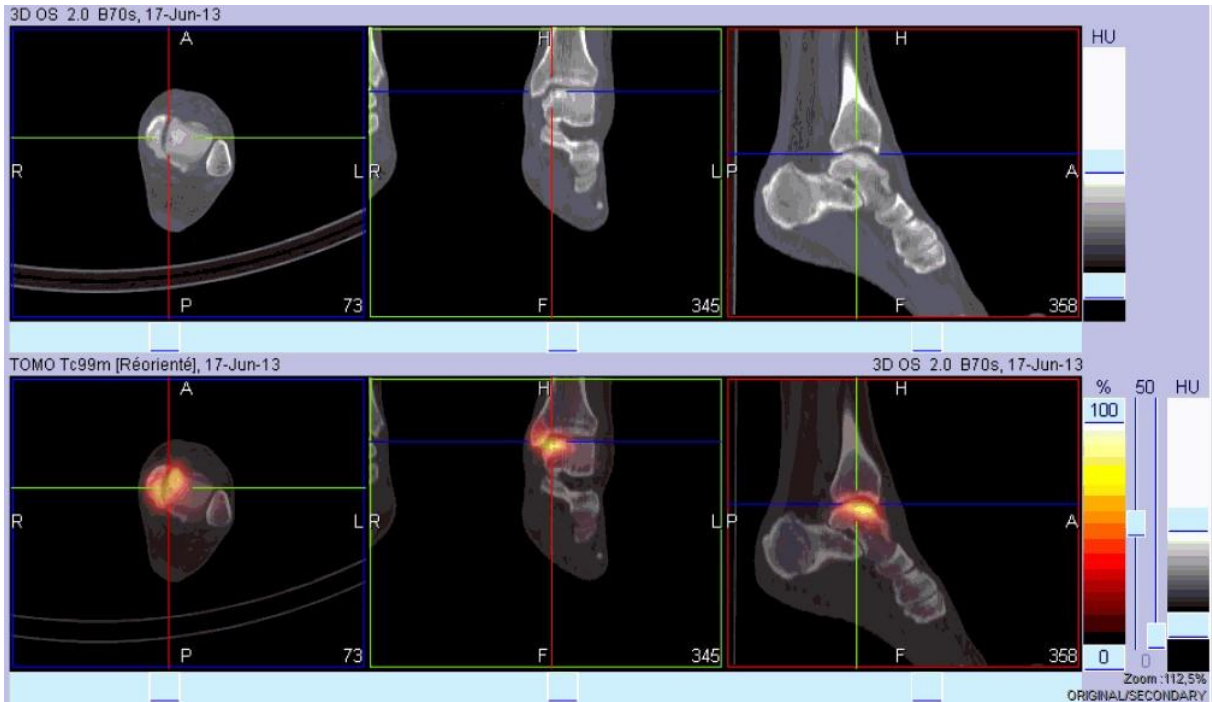 3D OS 2.0 B70s, 17-Jun-13
A H H HU
R L R L P A
P 73 F 345 F 358
TOMO Tc99m [Réorienté], 17-Jun-13 3D OS 2.0 B70s, 17-Jun-13
A H H % 50 HU
100
R L R L P A
P 73 F 345 F 358 0 0
Zoom :112,5%
ORIGINAL/SECONDARY